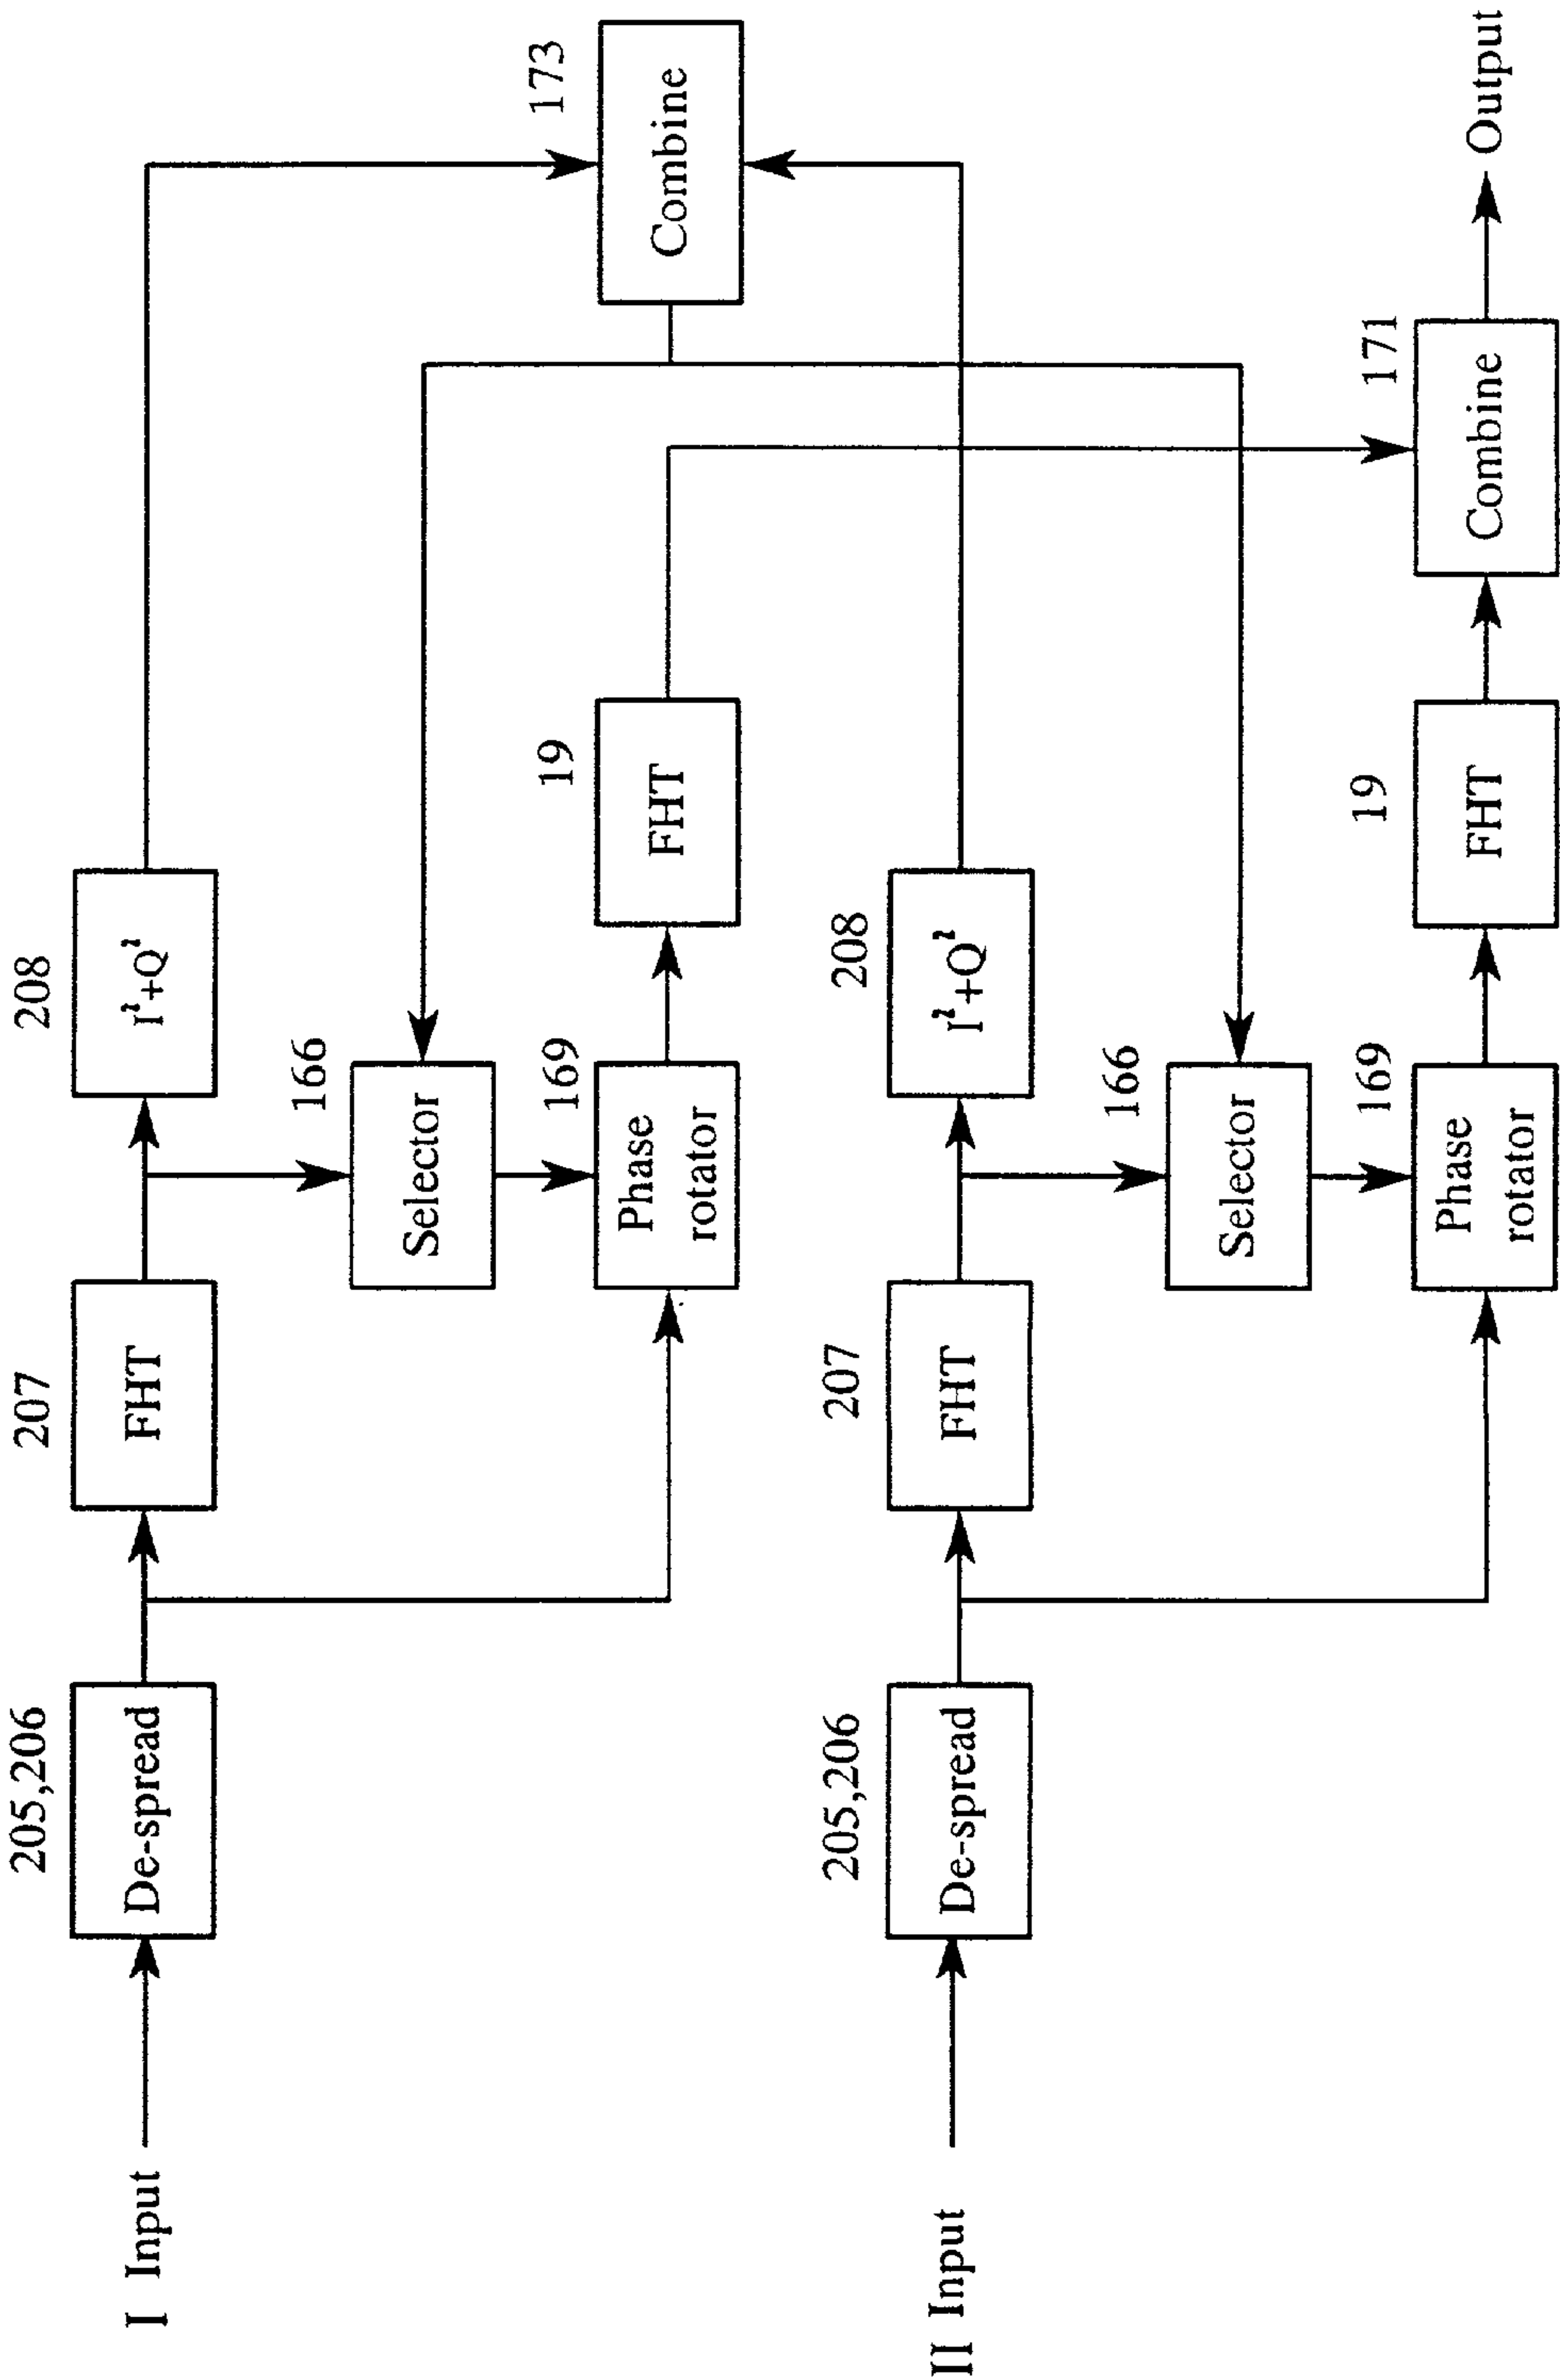 I Input
205,206
De-spread
207
FHT
208
I²+Q²
166
Selector
169
Phase
rotator
19
FHT
173
Combine
II Input
205,206
De-spread
207
FHT
208
I²+Q²
166
Selector
169
Phase
rotator
19
FHT
171
Combine
Output